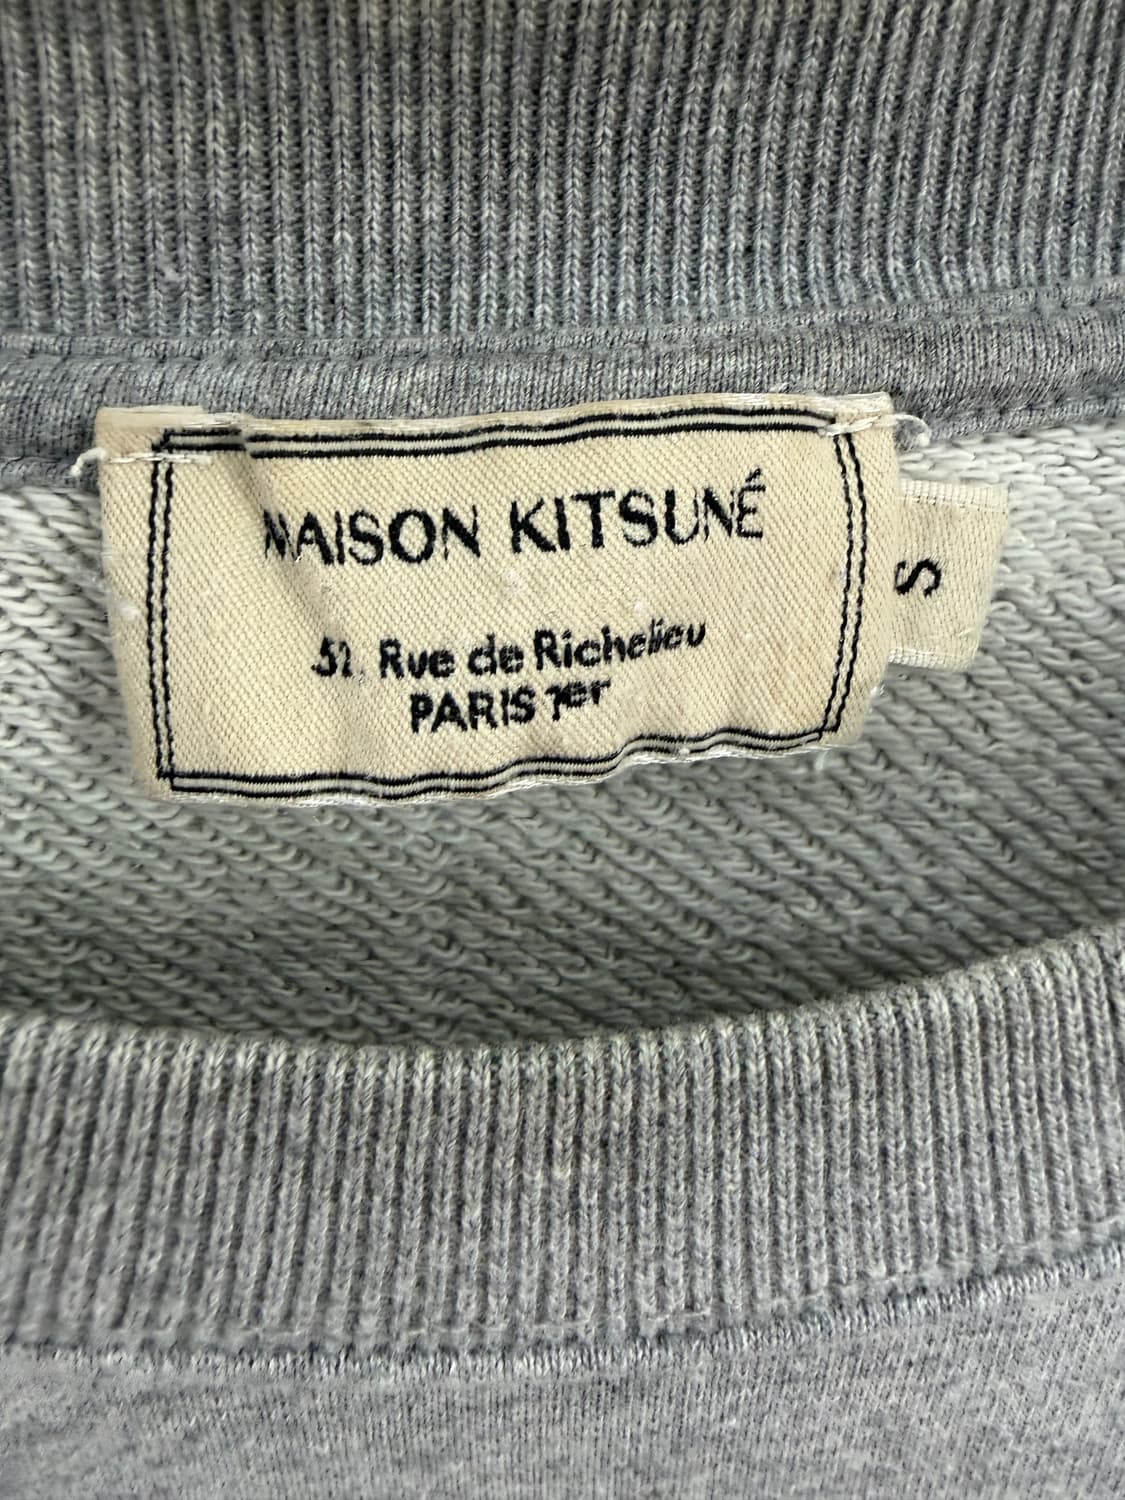 MAISON KITSUNÉ
52, Rue de Richelieu
PARIS 1er
S